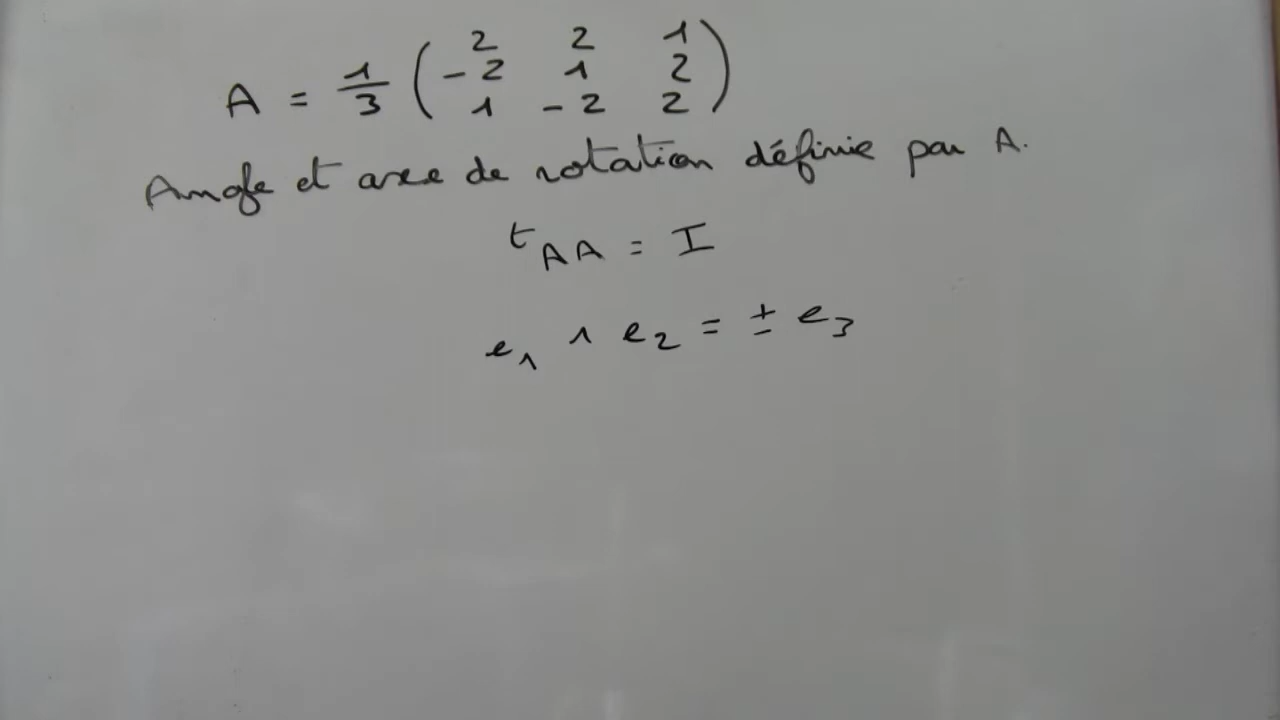 A = 1/3 ( 2 2 1
-2 1 2
1 -2 2 )
Angle et axe de rotation définie par A.
ᵗAA = I
e₁ ∧ e₂ = ± e₃